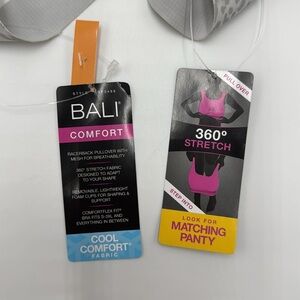 BALI
COMFORT
RACERBACK PULLOVER WITH
MESH FOR BREATHABILITY
360° STRETCH FABRIC
DESIGNED TO ADAPT
TO YOUR SHAPE
REMOVABLE, LIGHTWEIGHT
FOAM CUPS FOR SHAPING &
SUPPORT
COMFORTFLEX FIT®
BRA FITS S-3XL AND
EVERYTHING IN BETWEEN
COOL
COMFORT
FABRIC
PULL OVER
360°
STRETCH
STEP INTO
LOOK FOR
MATCHING
PANTY